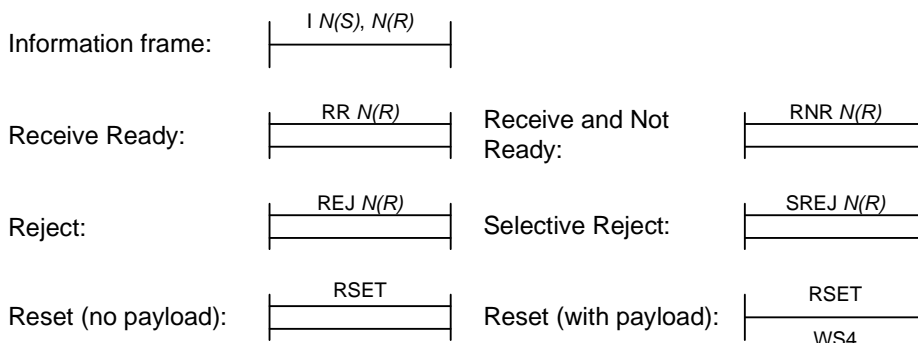 Information frame:
I N(S), N(R)
Receive Ready:
RR N(R)
Receive and Not
Ready:
RNR N(R)
Reject:
REJ N(R)
Selective Reject:
SREJ N(R)
Reset (no payload):
RSET
Reset (with payload):
RSET
WS4